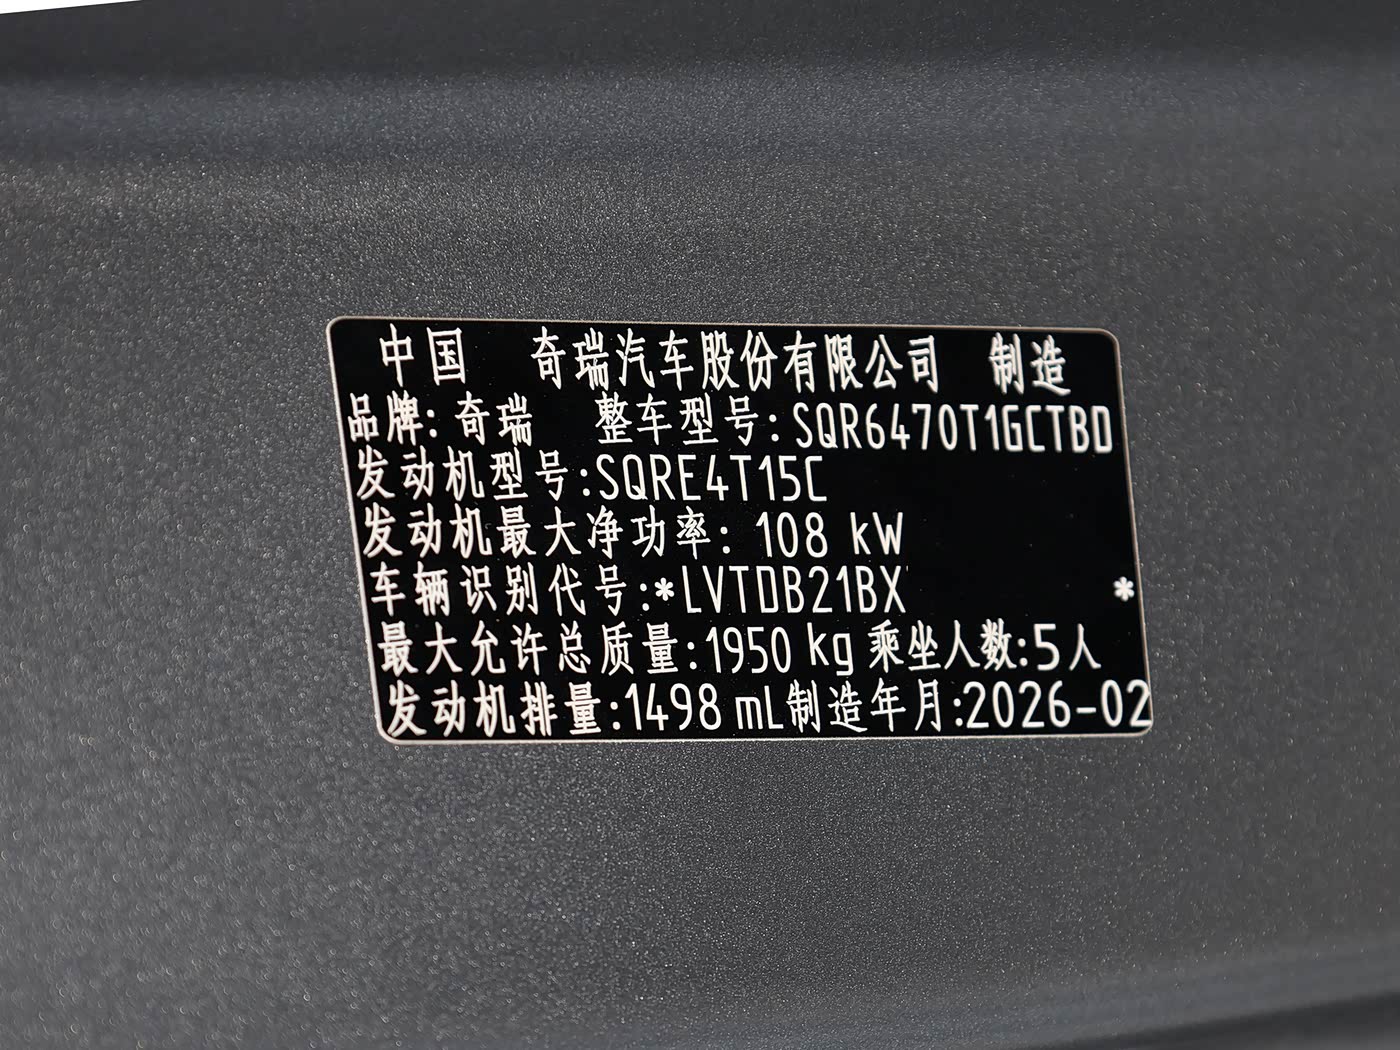 中国 奇瑞汽车股份有限公司 制造
品牌: 奇瑞 整车型号: SQR6470T1GCTBD
发动机型号:SQRE4T15C
发动机最大净功率: 108 kW
车辆识别代号:*LVTDB21BX *
最大允许总质量:1950 kg 乘坐人数:5人
发动机排量:1498 mL 制造年月:2026-02